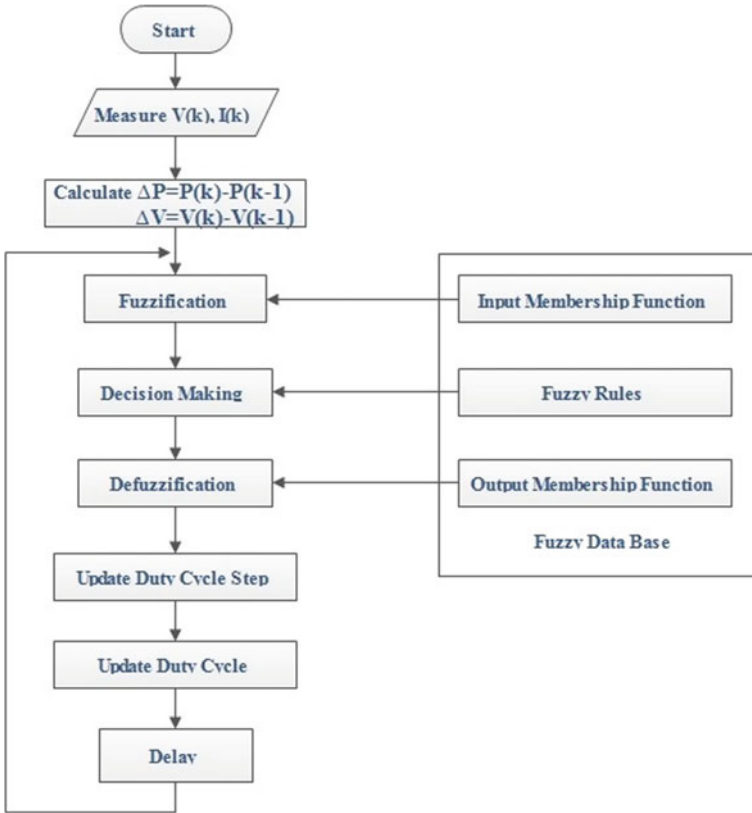 Start
Measure V(k), I(k)
Calculate ΔP=P(k)-P(k-1)
ΔV=V(k)-V(k-1)
Fuzzification
Input Membership Function
Decision Making
Fuzzy Rules
Defuzzification
Output Membership Function
Fuzzy Data Base
Update Duty Cycle Step
Update Duty Cycle
Delay